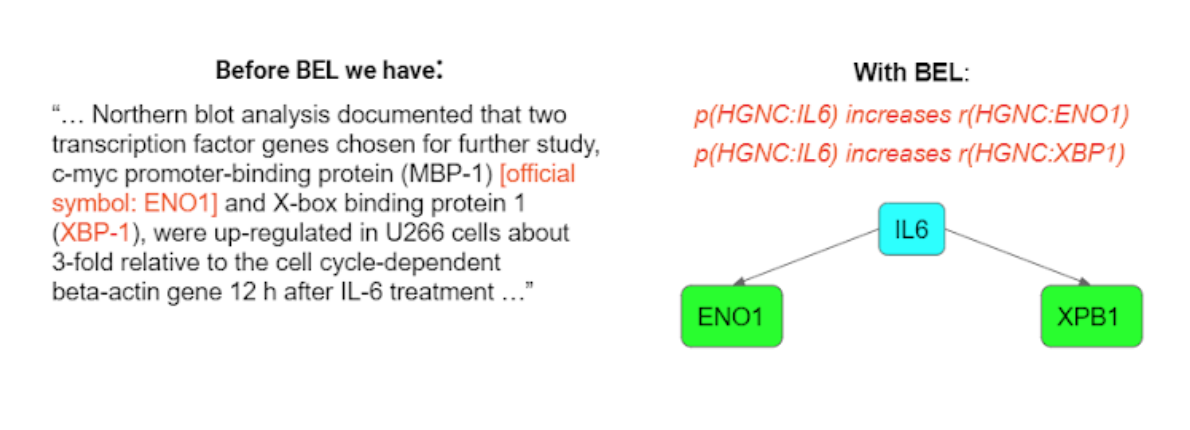 Before BEL we have:
“… Northern blot analysis documented that two
transcription factor genes chosen for further study,
c-myc promoter-binding protein (MBP-1) [official
symbol: ENO1] and X-box binding protein 1
(XBP-1), were up-regulated in U266 cells about
3-fold relative to the cell cycle-dependent
beta-actin gene 12 h after IL-6 treatment …”
With BEL:
p(HGNC:IL6) increases r(HGNC:ENO1)
p(HGNC:IL6) increases r(HGNC:XBP1)
IL6
ENO1
XPB1